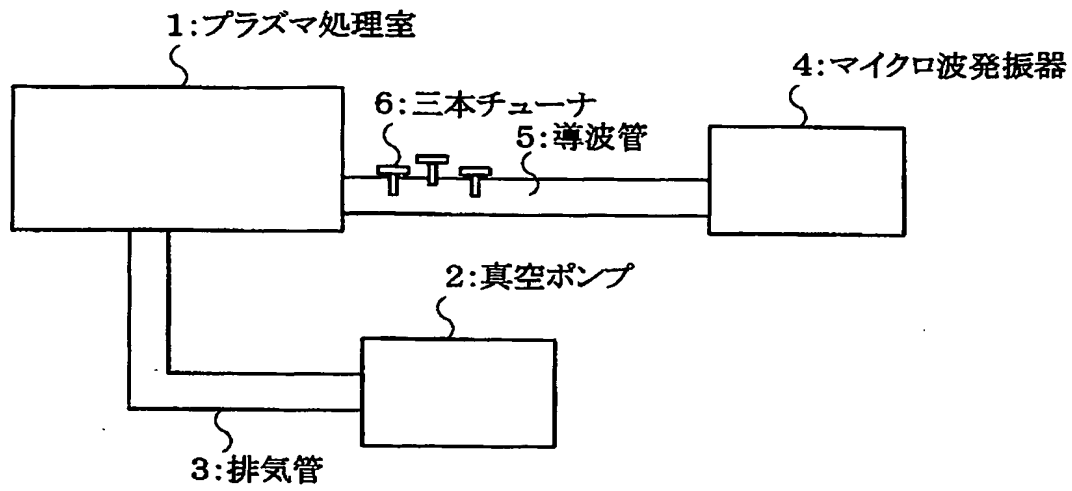 1:プラズマ処理室
4:マイクロ波発振器
6:三本チューナ
5:導波管
2:真空ポンプ
3:排気管